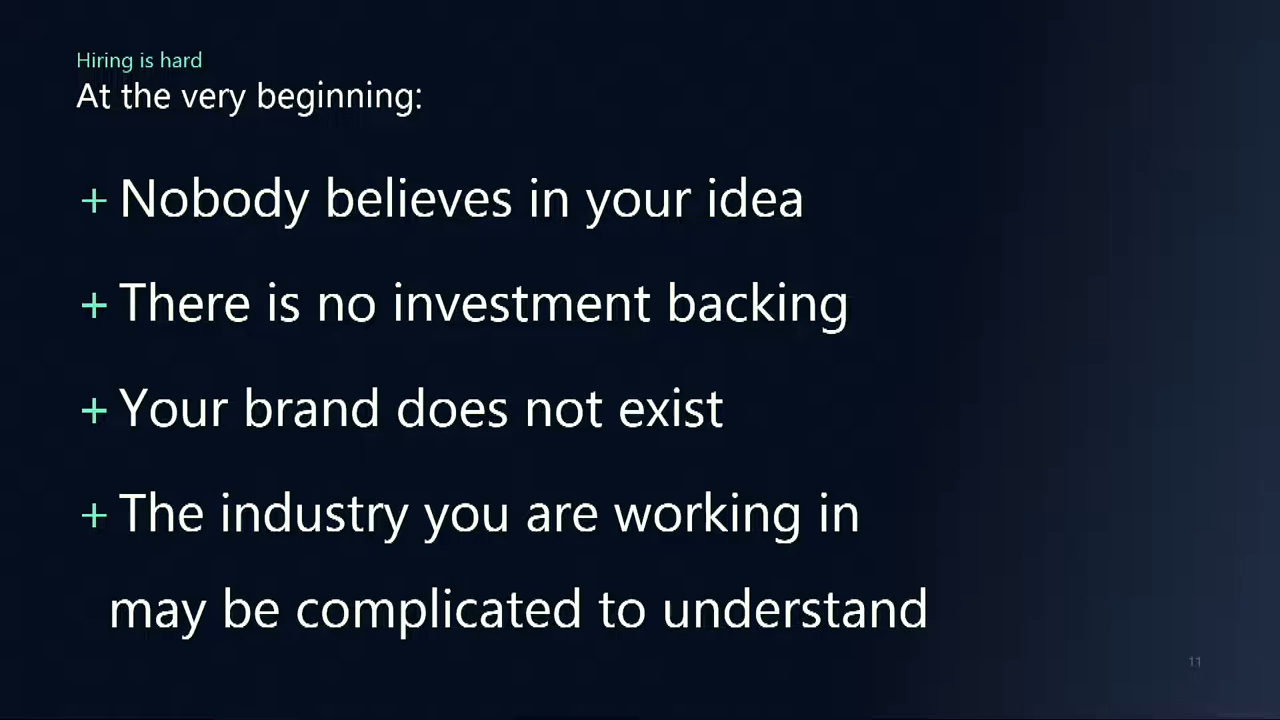 Hiring is hard
At the very beginning:
+ Nobody believes in your idea
+ There is no investment backing
+ Your brand does not exist
+ The industry you are working in
may be complicated to understand
11